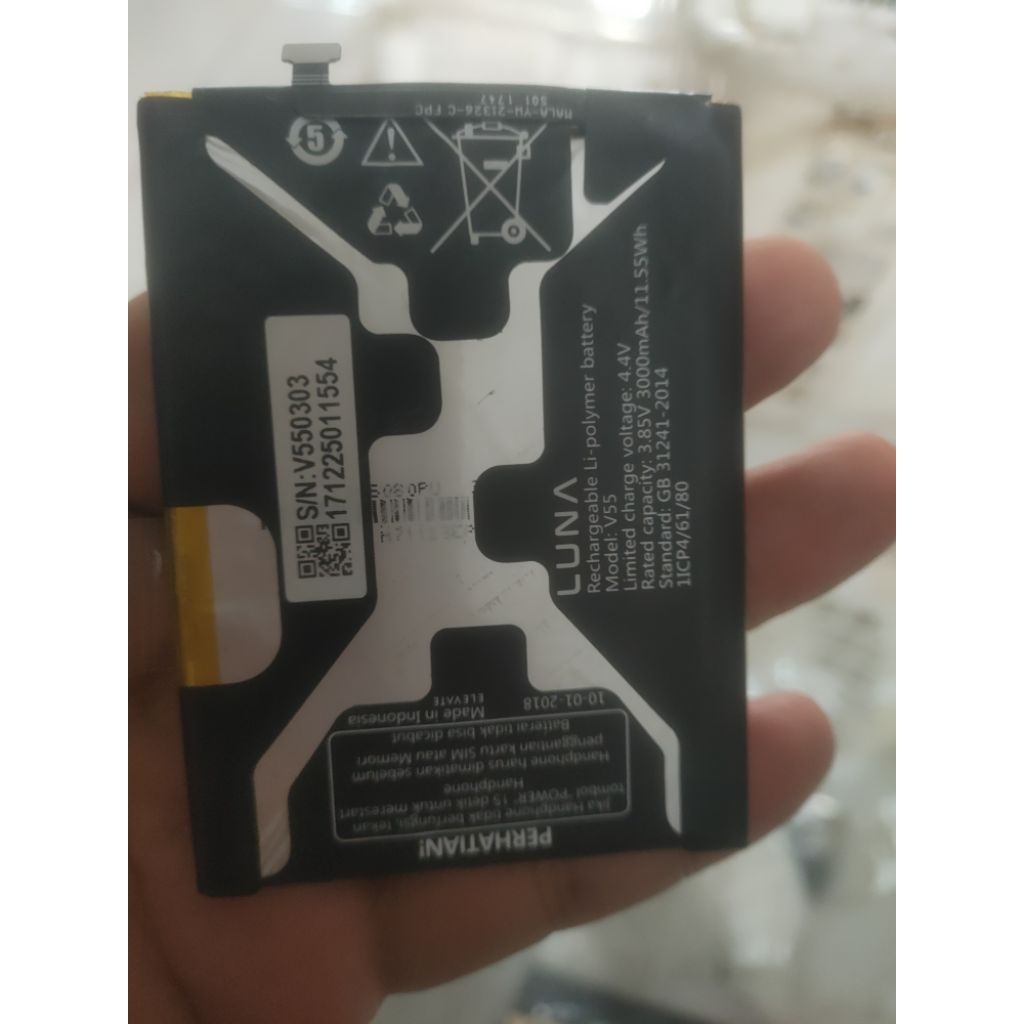 MALA-YW-21326-C FPC
S01 1747
5
S/N:V550303
171225011554
LUNA
Rechargeable Li-polymer battery
Model: V55
Limited charge voltage: 4.4V
Rated capacity: 3.85V 3000mAh/11.55Wh
Standard: GB 31241-2014
1ICP4/61/80
PERHATIAN!
Jika Handphone tidak berfungsi, tekan
tombol "POWER" 15 detik untuk merestart
Handphone
Handphone harus dimatikan sebelum
penggantian kartu SIM atau Memori
Batterai tidak bisa dicabut
Made in Indonesia
ELEVATE
10-01-2018